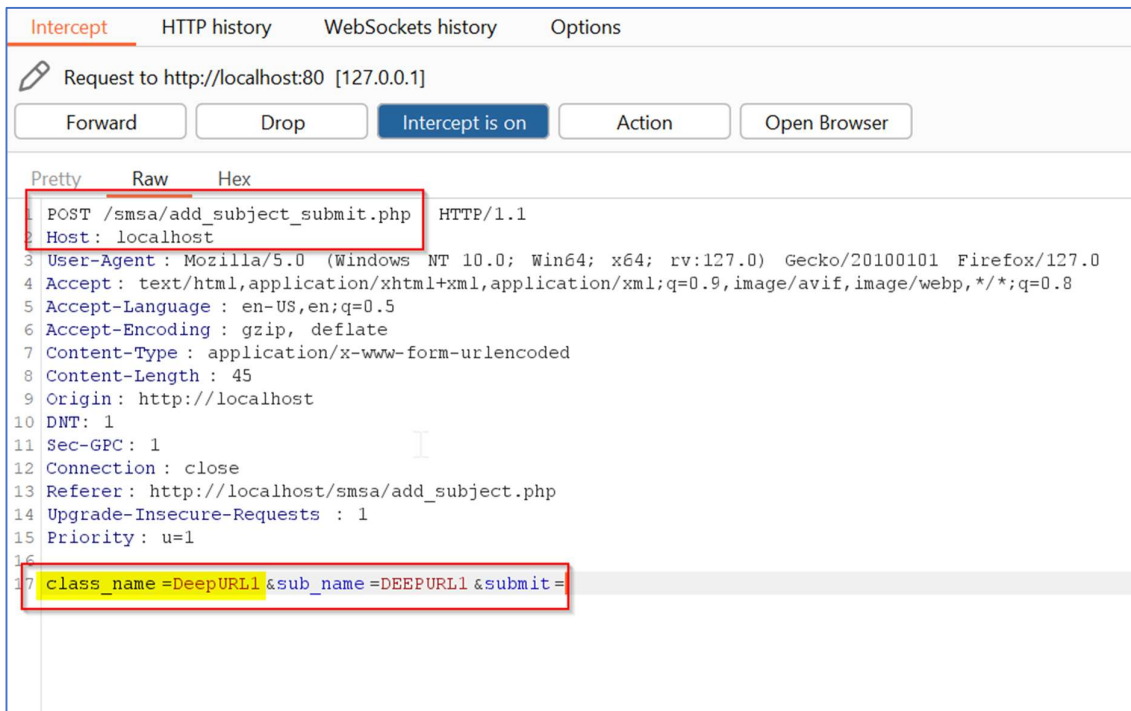 Intercept HTTP history WebSockets history Options
Request to http://localhost:80 [127.0.0.1]
Forward Drop Intercept is on Action Open Browser
Pretty Raw Hex
1 POST /smsa/add_subject_submit.php HTTP/1.1
2 Host: localhost
3 User-Agent: Mozilla/5.0 (Windows NT 10.0; Win64; x64; rv:127.0) Gecko/20100101 Firefox/127.0
4 Accept: text/html,application/xhtml+xml,application/xml;q=0.9,image/avif,image/webp,*/*;q=0.8
5 Accept-Language: en-US,en;q=0.5
6 Accept-Encoding: gzip, deflate
7 Content-Type: application/x-www-form-urlencoded
8 Content-Length: 45
9 Origin: http://localhost
10 DNT: 1
11 Sec-GPC: 1
12 Connection: close
13 Referer: http://localhost/smsa/add_subject.php
14 Upgrade-Insecure-Requests: 1
15 Priority: u=1
16
17 class_name=DeepURL1&sub_name=DEEPURL1&submit=